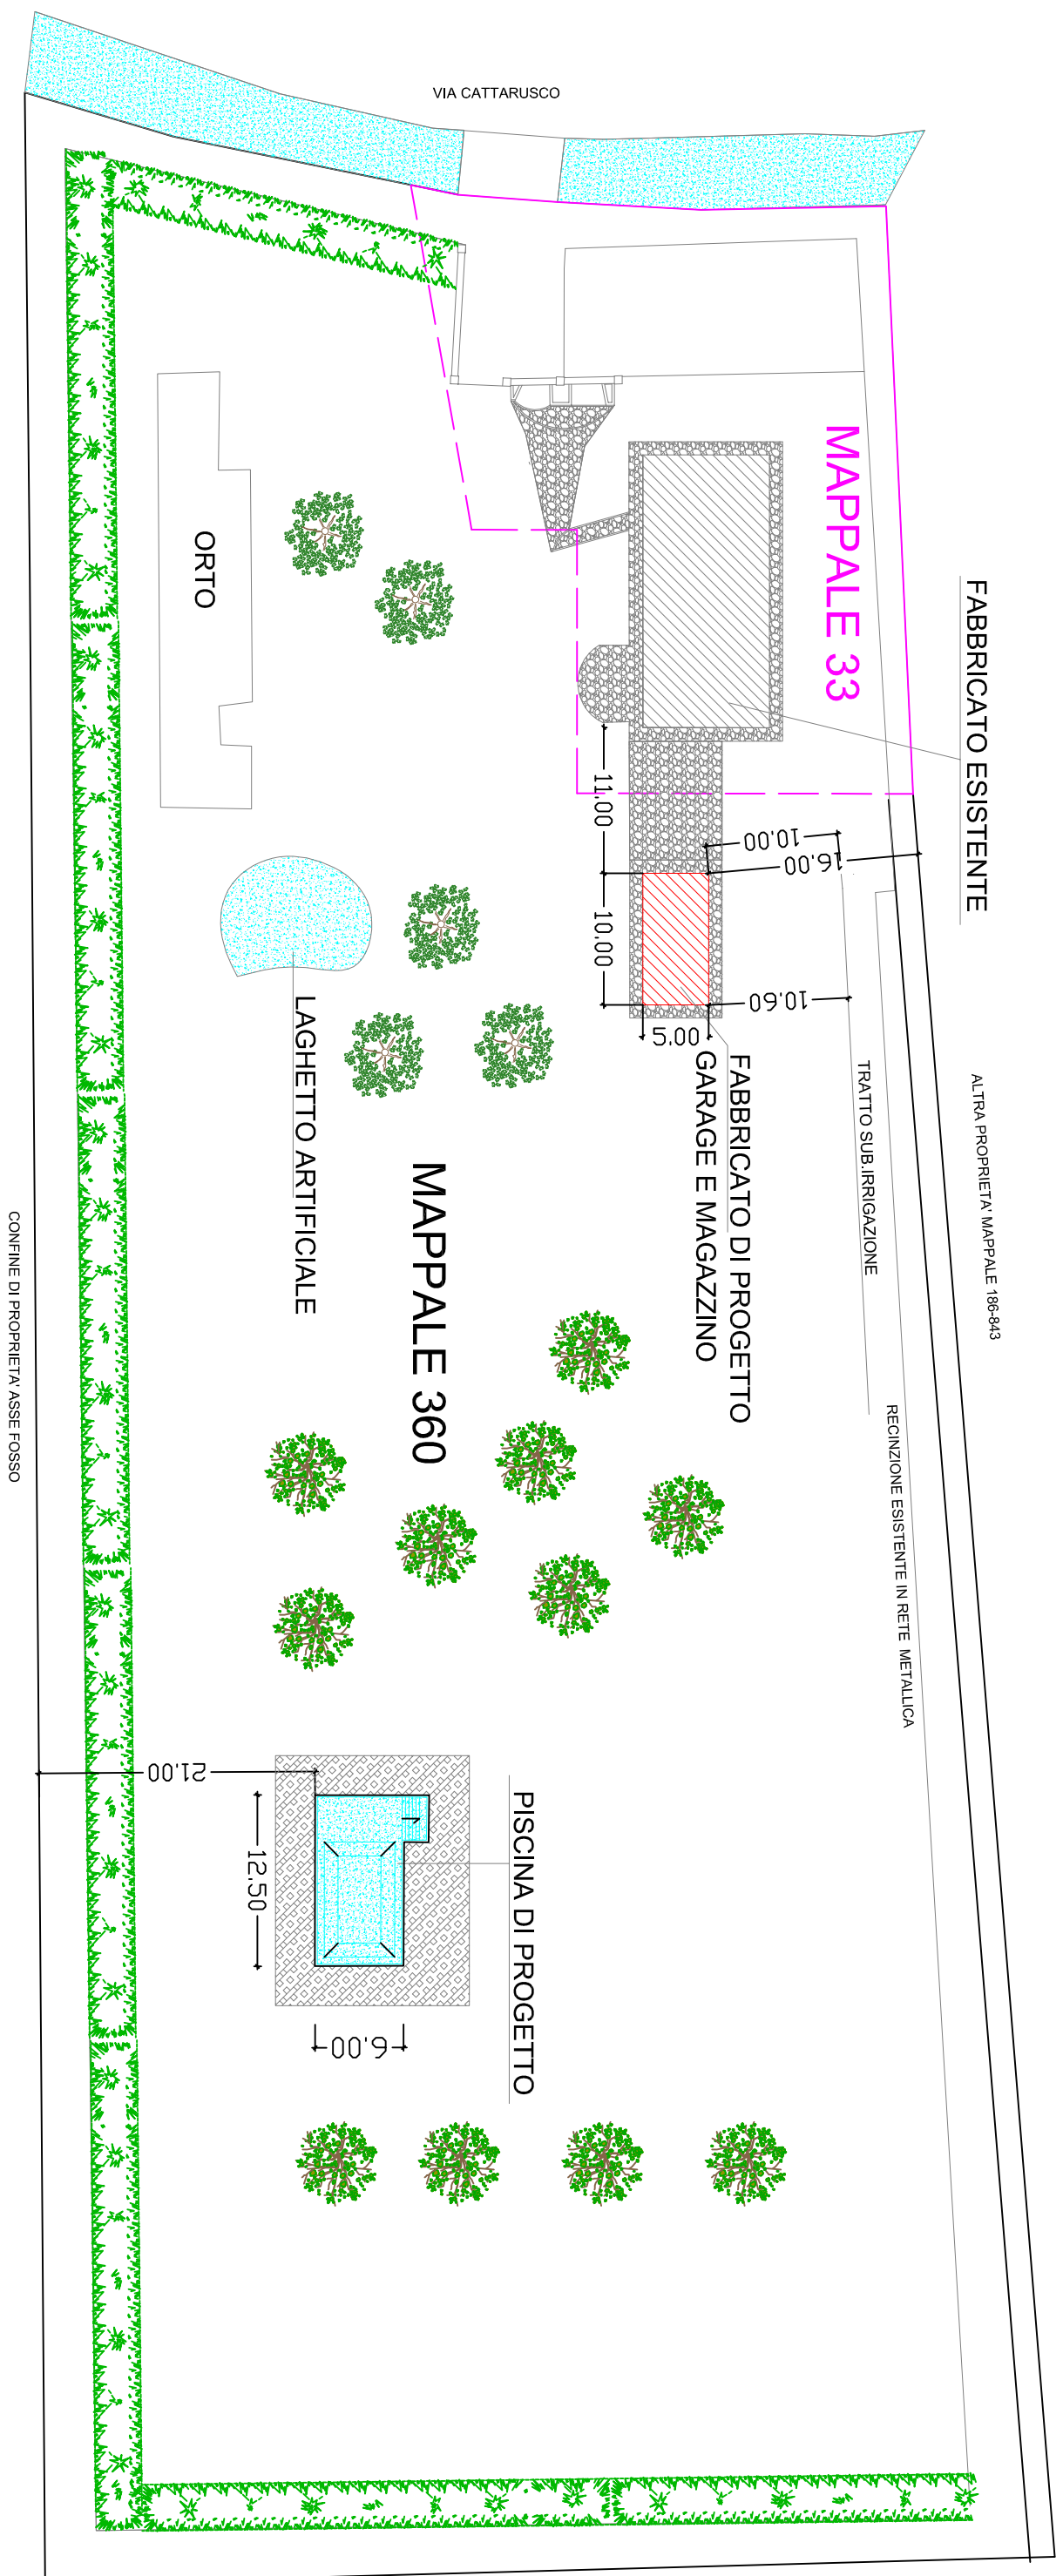 VIA CATTARUSCO
MAPPALE 33
FABBRICATO ESISTENTE
ORTO
11.00
10.00
16.00
10.00
10.60
5.00
FABBRICATO DI PROGETTO
GARAGE E MAGAZZINO
TRATTO SUB.IRRIGAZIONE
ALTRA PROPRIETA' MAPPALE 186-843
RECINZIONE ESISTENTE IN RETE METALLICA
LAGHETTO ARTIFICIALE
MAPPALE 360
CONFINE DI PROPRIETA' ASSE FOSSO
21.00
12.50
6.00
PISCINA DI PROGETTO